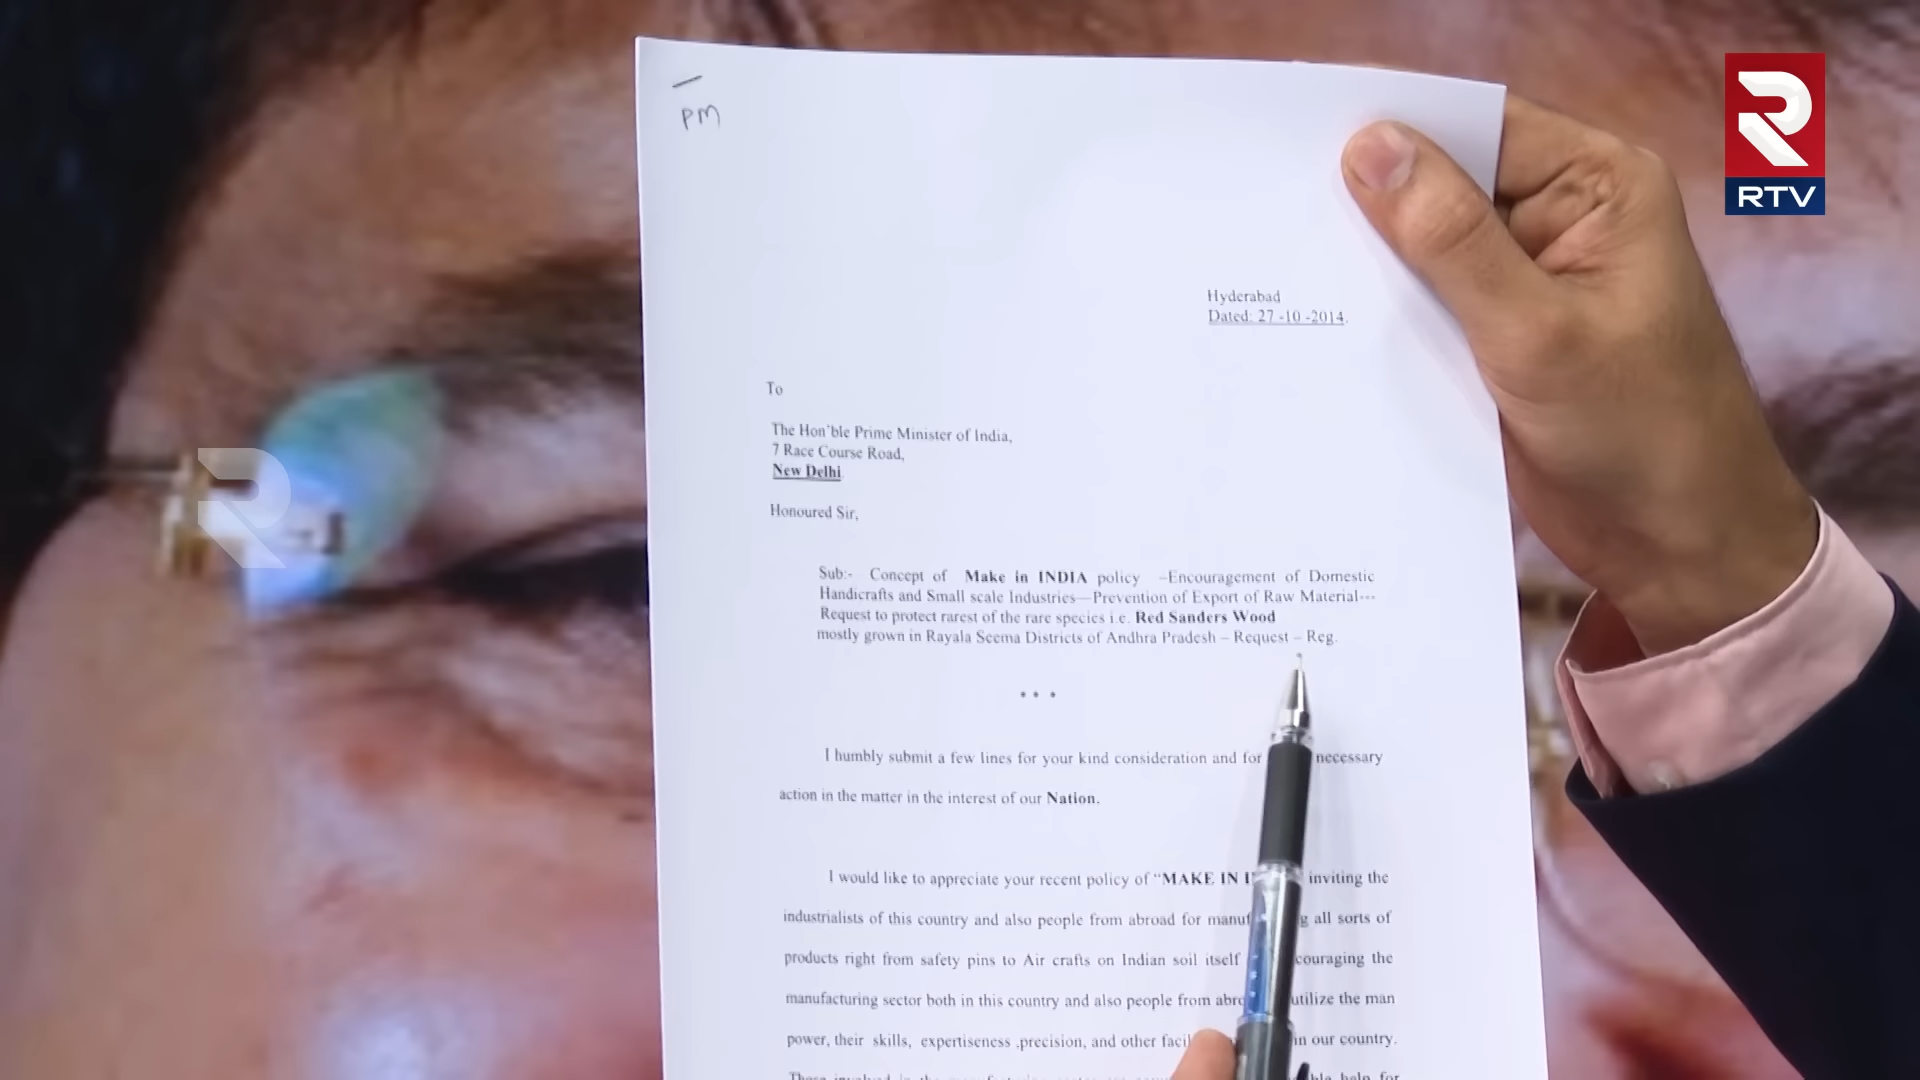 PM
RTV
Hyderabad
Dated: 27 -10 -2014.
To
The Hon'ble Prime Minister of India,
7 Race Course Road,
New Delhi
Honoured Sir,
Sub:- Concept of Make in INDIA policy –Encouragement of Domestic
Handicrafts and Small scale Industries—Prevention of Export of Raw Material---
Request to protect rarest of the rare species i.e. Red Sanders Wood
mostly grown in Rayala Seema Districts of Andhra Pradesh – Request – Reg.
* * *
I humbly submit a few lines for your kind consideration and for necessary
action in the matter in the interest of our Nation.
I would like to appreciate your recent policy of “MAKE IN inviting the
industrialists of this country and also people from abroad for all sorts of
products right from safety pins to Air crafts on Indian soil itself
manufacturing sector both in this country and also people from utilize the man
power, their skills, expertiseness ,precision, and other in our country.
help for